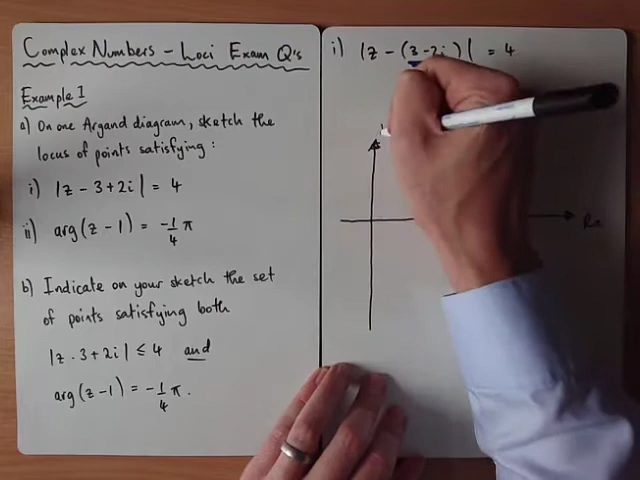 Complex Numbers - Loci Exam Q's
Example 1
a) On one Argand diagram, sketch the
locus of points satisfying:
i) |z - 3 + 2i| = 4
ii) arg(z - 1) = -1/4 π
b) Indicate on your sketch the set
of points satisfying both
|z - 3 + 2i| ≤ 4 and
arg(z - 1) = -1/4 π.
i) |z - (3 - 2i)| = 4
Re